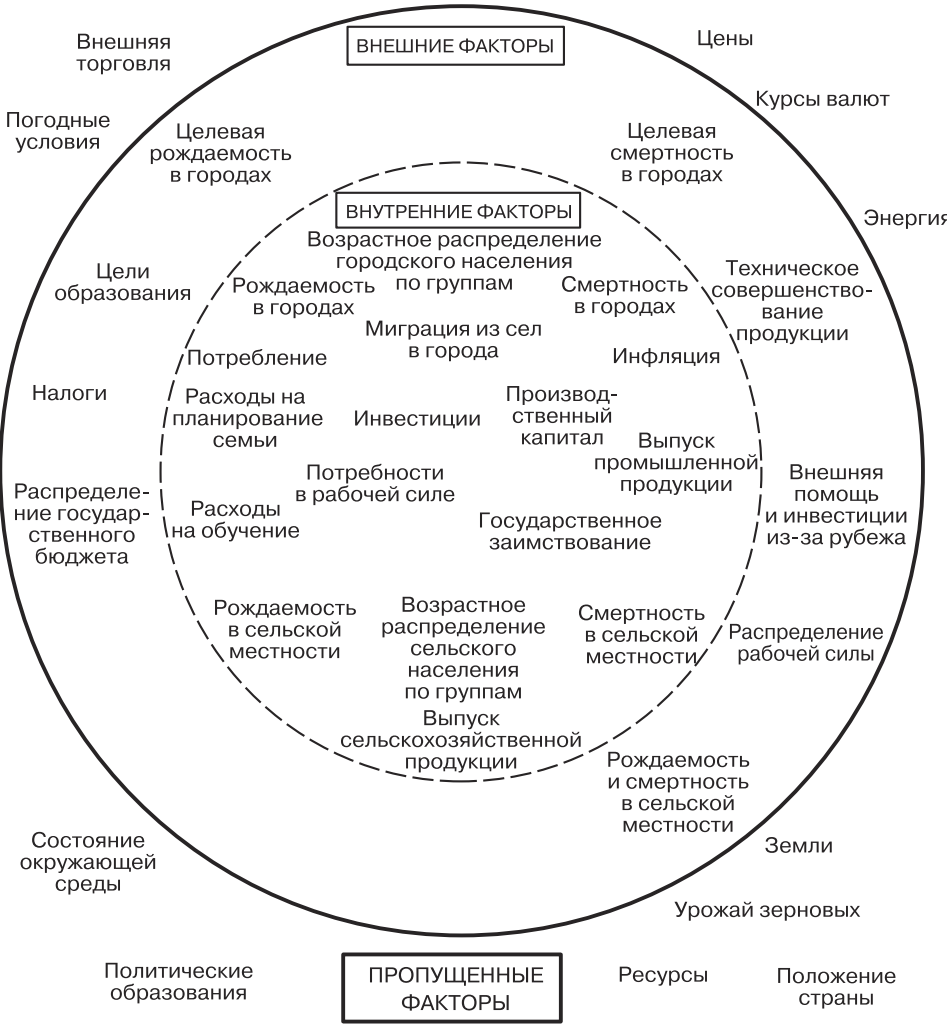 Внешняя
торговля
ВНЕШНИЕ ФАКТОРЫ
Цены
Курсы валют
Погодные
условия
Целевая
рождаемость
в городах
Целевая
смертность
в городах
ВНУТРЕННИЕ ФАКТОРЫ
Энергия
Возрастное распределение
городского населения
по группам
Цели
образования
Рождаемость
в городах
Смертность
в городах
Техническое
совершенство-
вание
продукции
Миграция из сел
в города
Потребление
Инфляция
Налоги
Расходы на
планирование
семьи
Инвестиции
Производ-
ственный
капитал
Выпуск
промышленной
продукции
Потребности
в рабочей силе
Внешняя
помощь
и инвестиции
из-за рубежа
Распределе-
ние государ-
ственного
бюджета
Расходы
на обучение
Государственное
заимствование
Рождаемость
в сельской
местности
Возрастное
распределение
сельского
населения
по группам
Смертность
в сельской
местности
Распределение
рабочей силы
Выпуск
сельскохозяйственной
продукции
Рождаемость
и смертность
в сельской
местности
Состояние
окружающей
среды
Земли
Урожай зерновых
Политические
образования
ПРОПУЩЕННЫЕ
ФАКТОРЫ
Ресурсы
Положение
страны